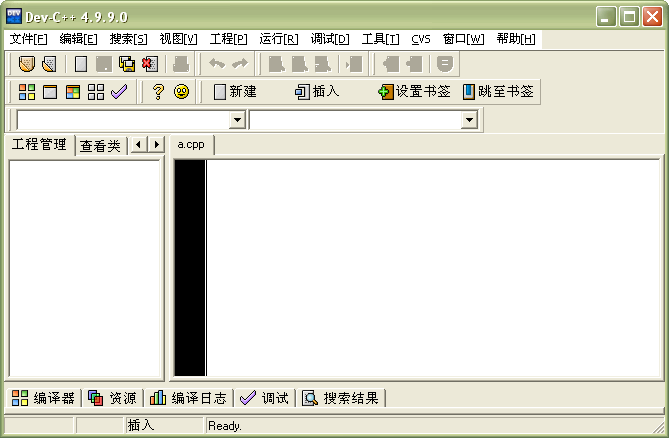 Dev-C++ 4.9.9.0
文件[F] 编辑[E] 搜索[S] 视图[V] 工程[P] 运行[R] 调试[D] 工具[T] CVS 窗口[W] 帮助[H]
新建 插入 设置书签 跳至书签
工程管理 查看类 a.cpp
编译器 资源 编译日志 调试 搜索结果
插入 Ready.